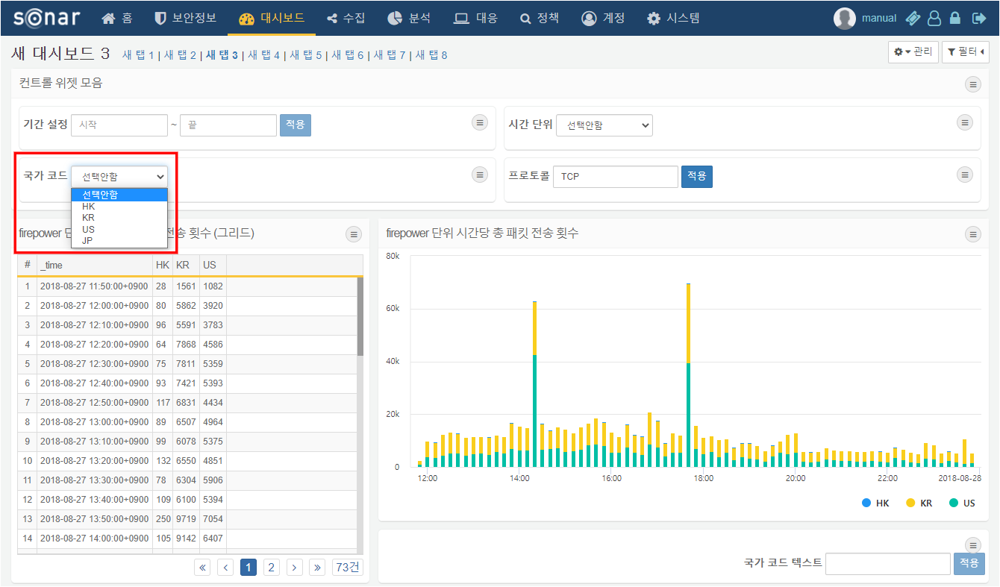 sonar 홈 보안정보 대시보드 수집 분석 대응 정책 계정 시스템 manual
새 대시보드 3 새 탭 1 | 새 탭 2 | 새 탭 3 | 새 탭 4 | 새 탭 5 | 새 탭 6 | 새 탭 7 | 새 탭 8 관리 필터
컨트롤 위젯 모음
기간 설정 시작 ~ 끝 적용 시간 단위 선택안함
국가 코드 선택안함 프로토콜 TCP 적용
선택안함
HK
KR
US
JP
firepower 전송 횟수 (그리드) firepower 단위 시간당 총 패킷 전송 횟수
# _time HK KR US
1 2018-08-27 11:50:00+0900 28 1561 1082
2 2018-08-27 12:00:00+0900 80 5862 3920
3 2018-08-27 12:10:00+0900 96 5591 3783
4 2018-08-27 12:20:00+0900 64 7868 4586
5 2018-08-27 12:30:00+0900 75 7811 5359
6 2018-08-27 12:40:00+0900 93 7421 5393
7 2018-08-27 12:50:00+0900 117 6831 4434
8 2018-08-27 13:00:00+0900 89 6507 4964
9 2018-08-27 13:10:00+0900 99 6078 5375
10 2018-08-27 13:20:00+0900 132 6550 4851
11 2018-08-27 13:30:00+0900 78 6304 5906
12 2018-08-27 13:40:00+0900 109 6100 5394
13 2018-08-27 13:50:00+0900 250 9719 7054
14 2018-08-27 14:00:00+0900 105 9142 6407
« ‹ 1 2 › » 73건
80k
60k
40k
20k
0
12:00 14:00 16:00 18:00 20:00 22:00 2018-08-28
HK KR US
국가 코드 텍스트 적용